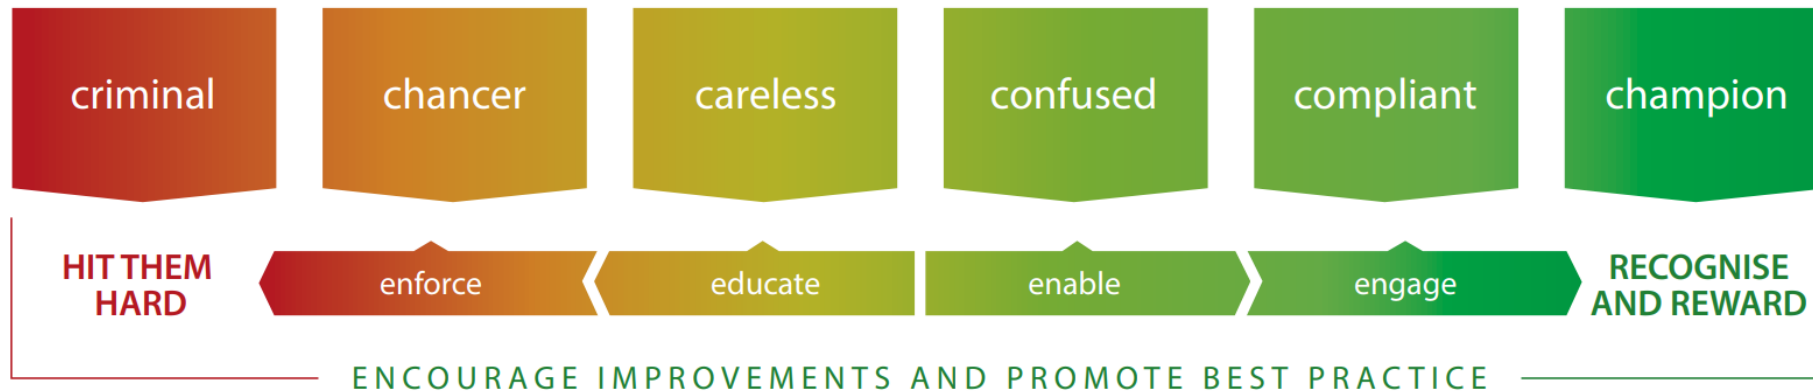 criminal
chancer
careless
confused
compliant
champion
HIT THEM
HARD
enforce
educate
enable
engage
RECOGNISE
AND REWARD
ENCOURAGE IMPROVEMENTS AND PROMOTE BEST PRACTICE